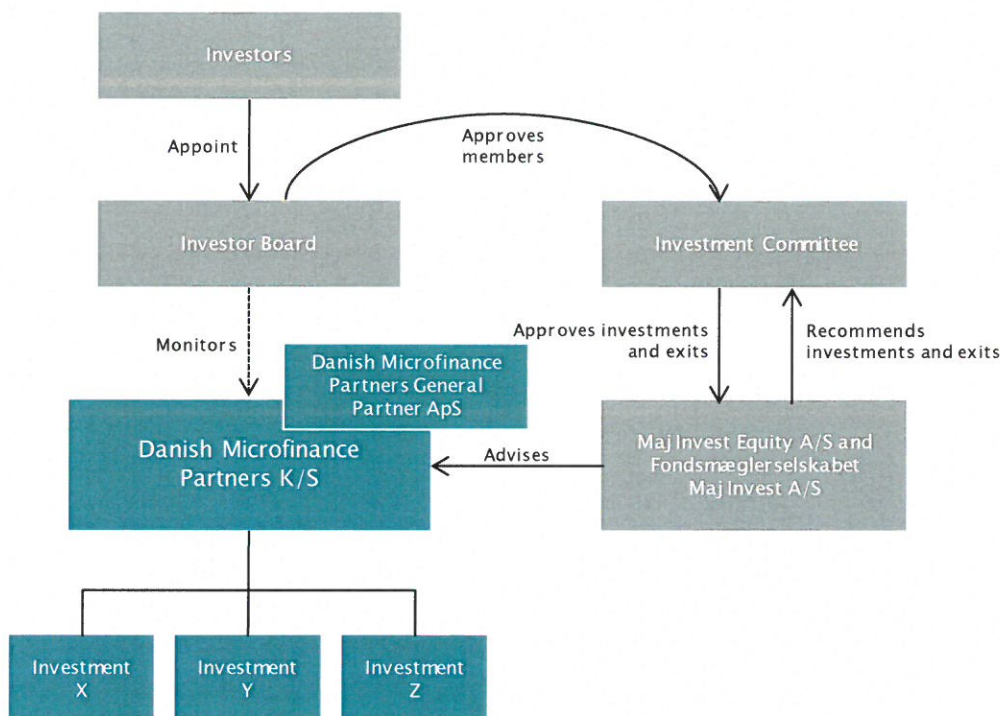 Investors
Appoint
Approves
members
Investor Board
Investment Committee
Monitors
Approves investments
and exits
Recommends
investments and exits
Danish Microfinance
Partners General
Partner ApS
Danish Microfinance
Partners K/S
Advises
Maj Invest Equity A/S and
Fondsmæglerselskabet
Maj Invest A/S
Investment
X
Investment
Y
Investment
Z